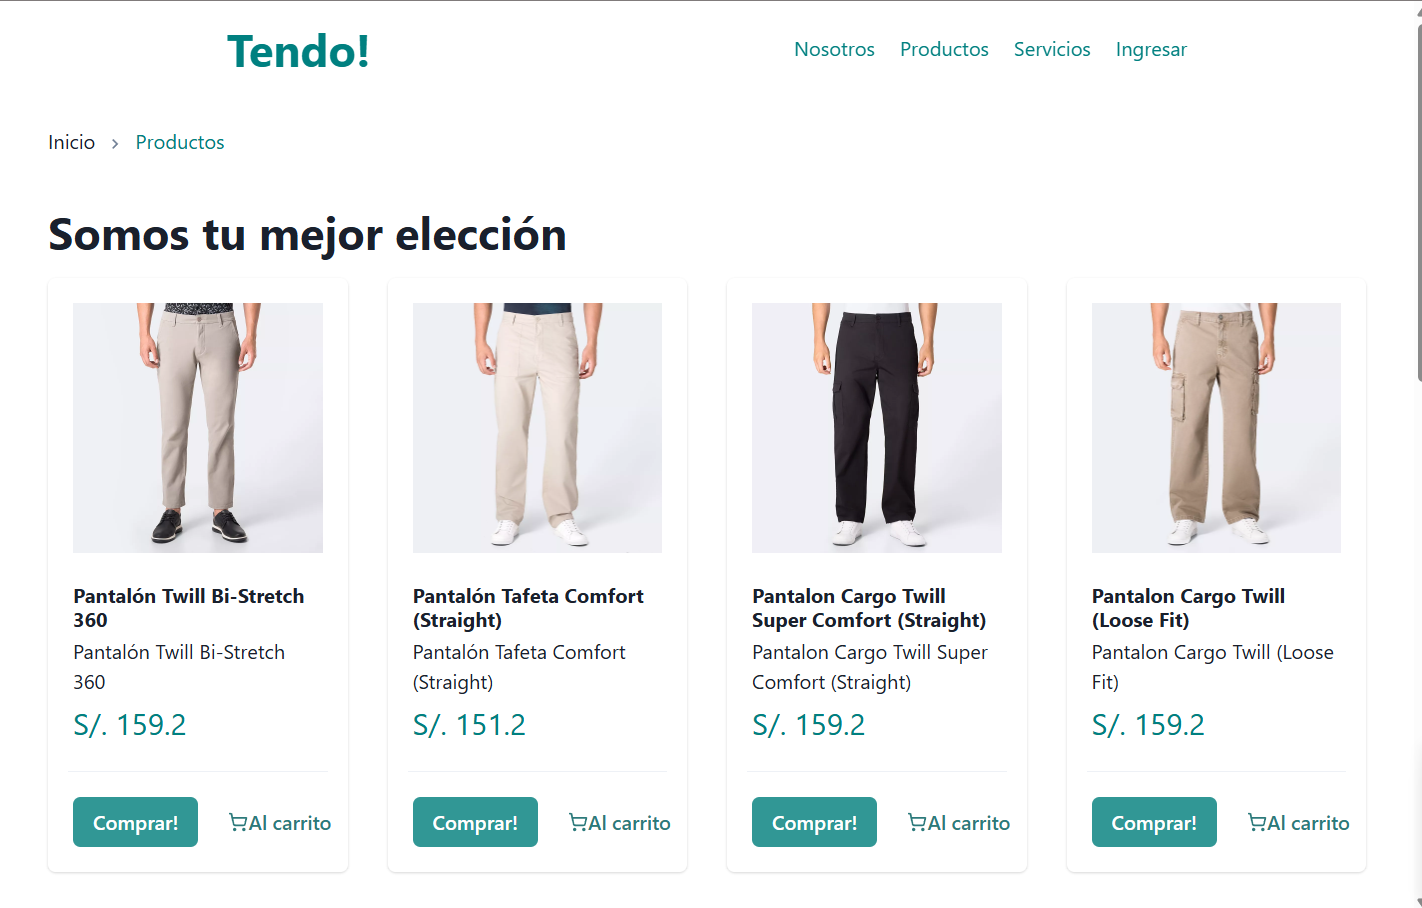 Tendo!
Nosotros Productos Servicios Ingresar
Inicio > Productos
Somos tu mejor elección
Pantalón Twill Bi-Stretch
360
Pantalón Twill Bi-Stretch
360
S/. 159.2
Comprar! Al carrito
Pantalón Tafeta Comfort
(Straight)
Pantalón Tafeta Comfort
(Straight)
S/. 151.2
Comprar! Al carrito
Pantalon Cargo Twill
Super Comfort (Straight)
Pantalon Cargo Twill Super
Comfort (Straight)
S/. 159.2
Comprar! Al carrito
Pantalon Cargo Twill
(Loose Fit)
Pantalon Cargo Twill (Loose
Fit)
S/. 159.2
Comprar! Al carrito